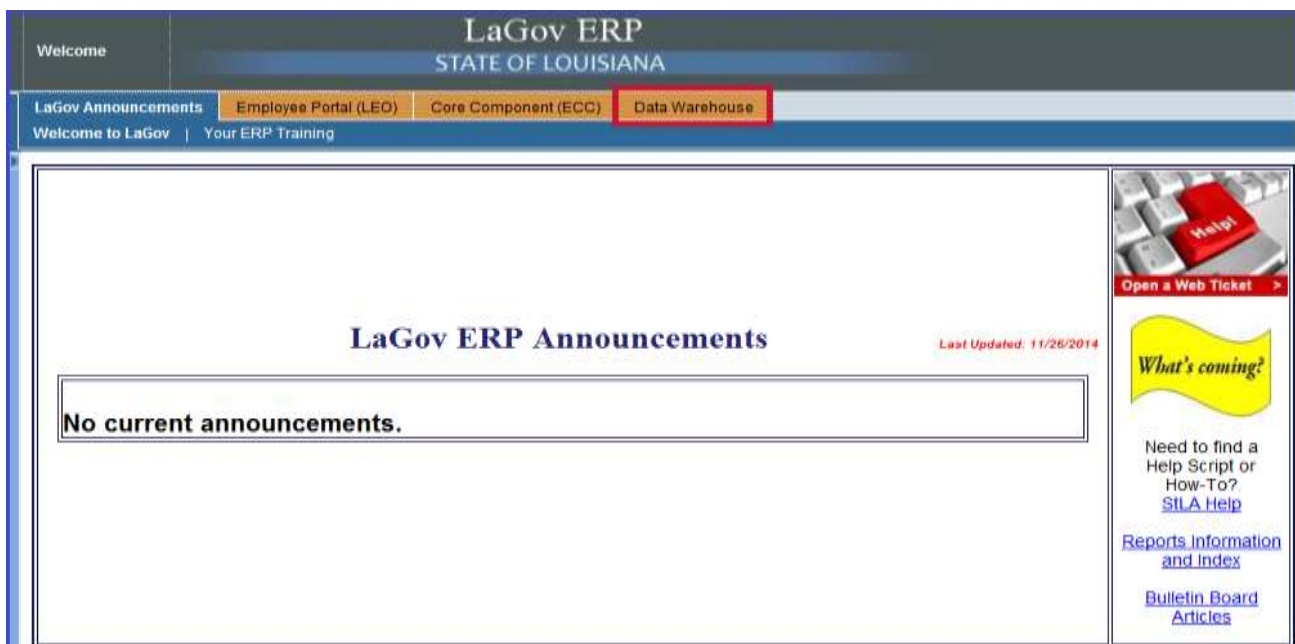 Welcome
LaGov ERP
STATE OF LOUISIANA
LaGov Announcements
Employee Portal (LEO)
Core Component (ECC)
Data Warehouse
Welcome to LaGov | Your ERP Training
Help!
Open a Web Ticket >
LaGov ERP Announcements
Last Updated: 11/26/2014
No current announcements.
What's coming?
Need to find a
Help Script or
How-To?
StLA Help
Reports Information
and Index
Bulletin Board
Articles